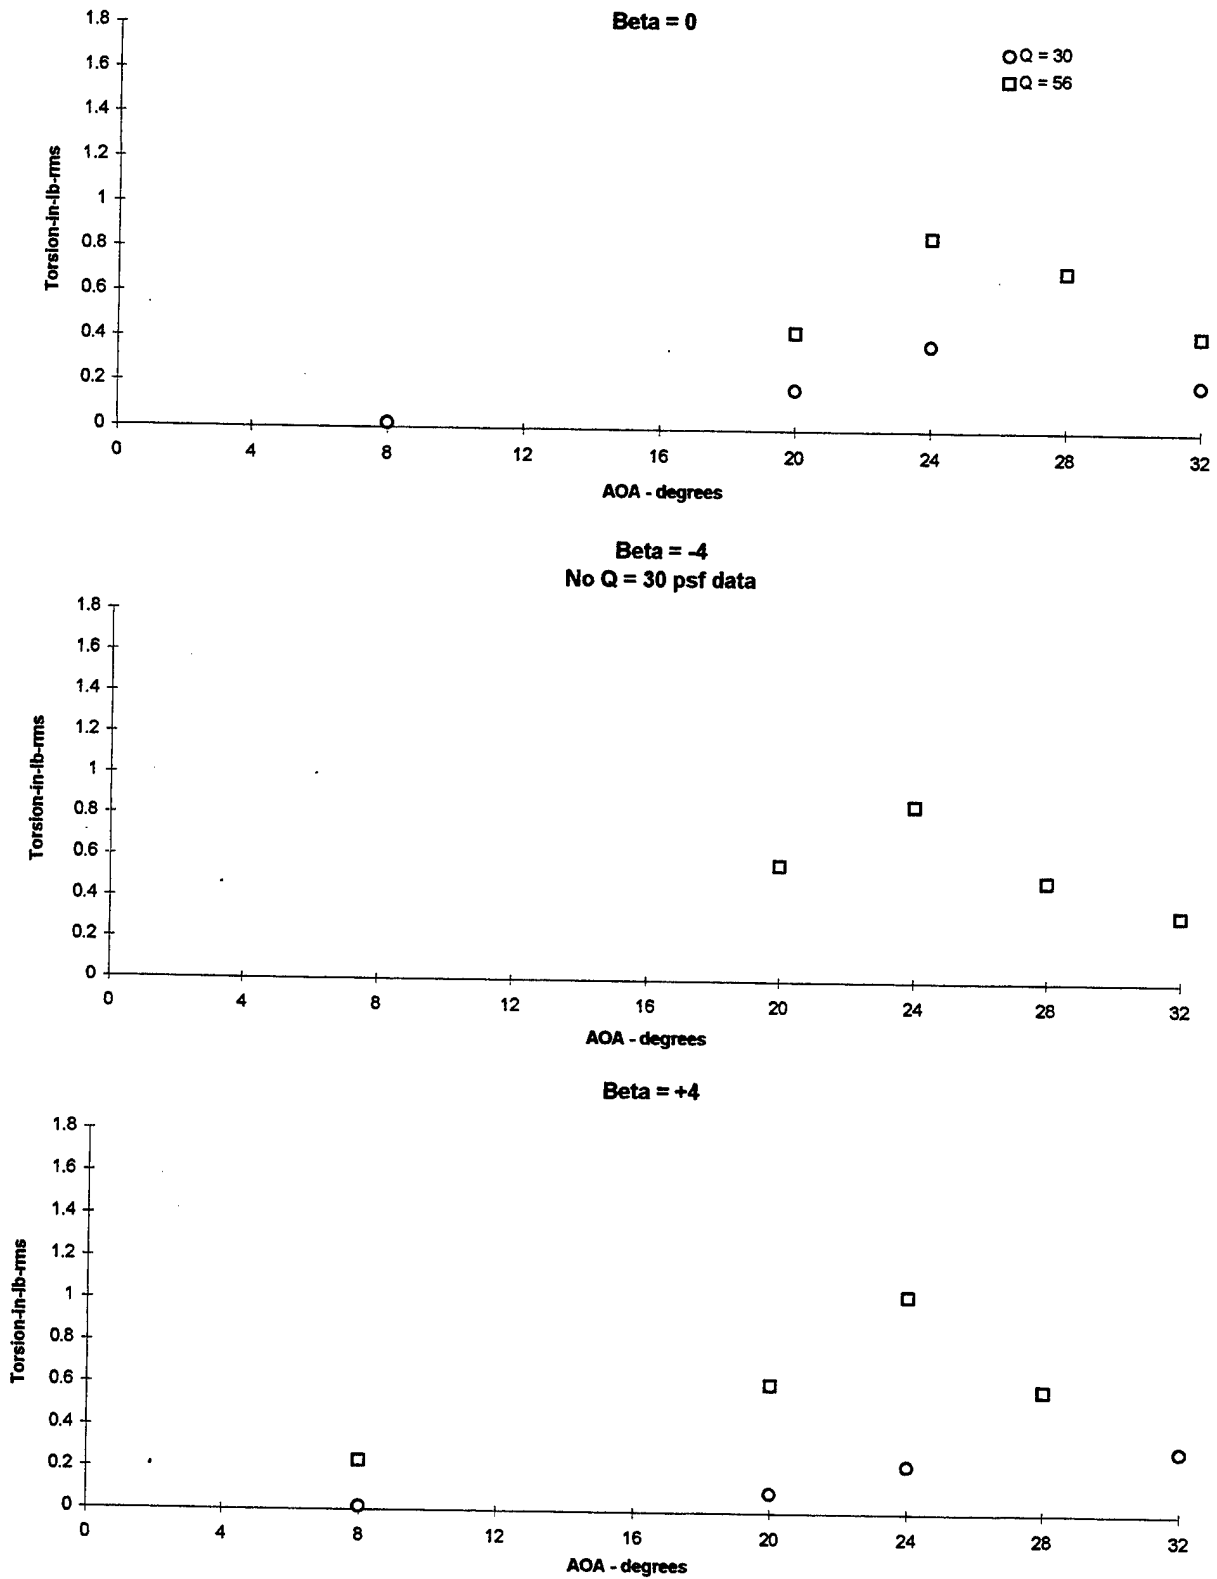 Beta = 0
Q = 30
Q = 56
1.8
1.6
1.4
1.2
1
0.8
0.6
0.4
0.2
0
Torsion-in-lb-rms
0 4 8 12 16 20 24 28 32
AOA - degrees
Beta = -4
No Q = 30 psf data
1.8
1.6
1.4
1.2
1
0.8
0.6
0.4
0.2
0
Torsion-in-lb-rms
0 4 8 12 16 20 24 28 32
AOA - degrees
Beta = +4
1.8
1.6
1.4
1.2
1
0.8
0.6
0.4
0.2
0
Torsion-in-lb-rms
0 4 8 12 16 20 24 28 32
AOA - degrees